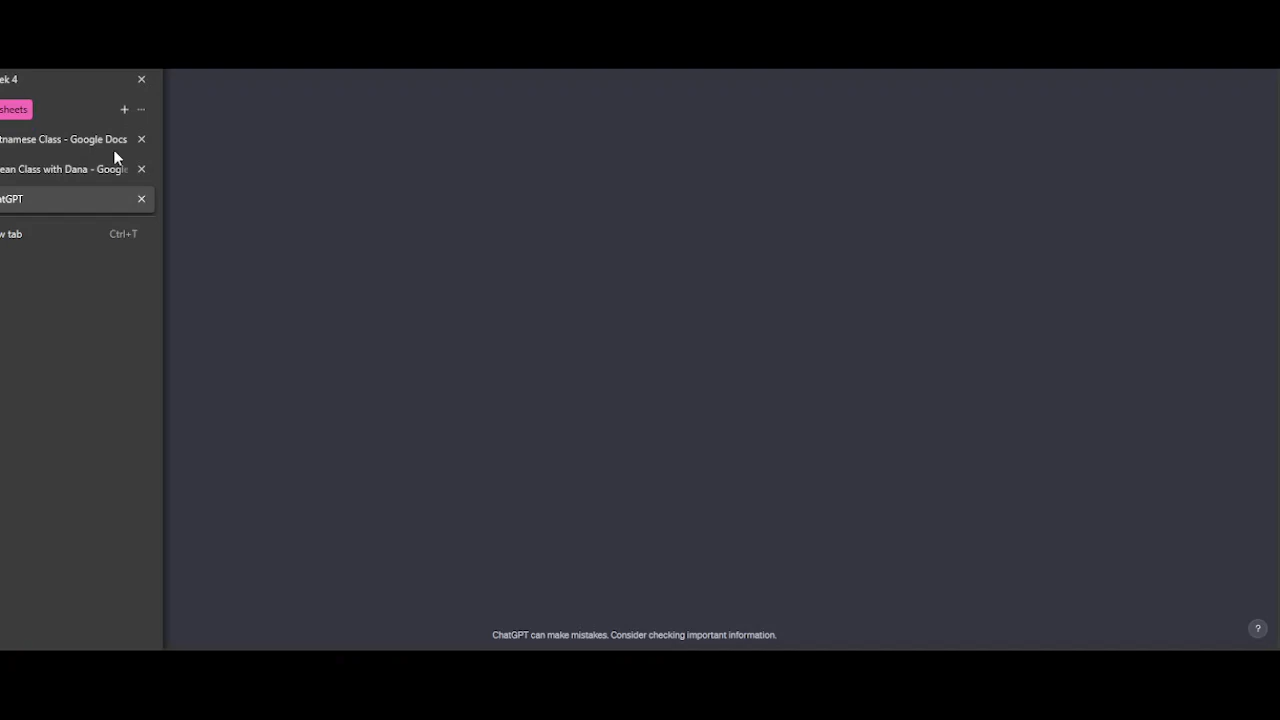 ek 4
sheets
tnamese Class - Google Docs
ean Class with Dana - Google
atGPT
w tab Ctrl+T
ChatGPT can make mistakes. Consider checking important information.
?